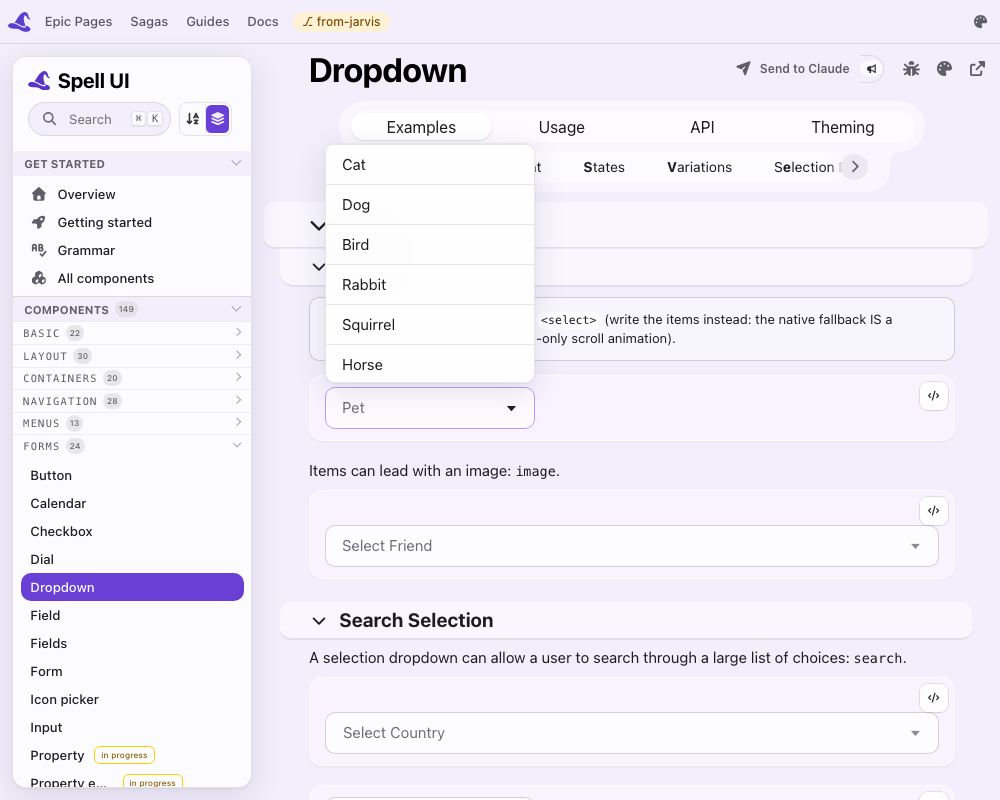 Epic Pages Sagas Guides Docs from-jarvis
Spell UI
Search ⌘ K
GET STARTED
Overview
Getting started
Grammar
All components
COMPONENTS 149
BASIC 22
LAYOUT 30
CONTAINERS 20
NAVIGATION 28
MENUS 13
FORMS 24
Button
Calendar
Checkbox
Dial
Dropdown
Field
Fields
Form
Icon picker
Input
Property in progress
Property e... in progress
Dropdown
Send to Claude
Examples Usage API Theming
States Variations Selection
Cat
Dog
Bird
Rabbit
Squirrel
Horse
<select> (write the items instead: the native fallback IS a
-only scroll animation).
Pet
</>
Items can lead with an image: image.
</>
Select Friend
Search Selection
A selection dropdown can allow a user to search through a large list of choices: search.
</>
Select Country